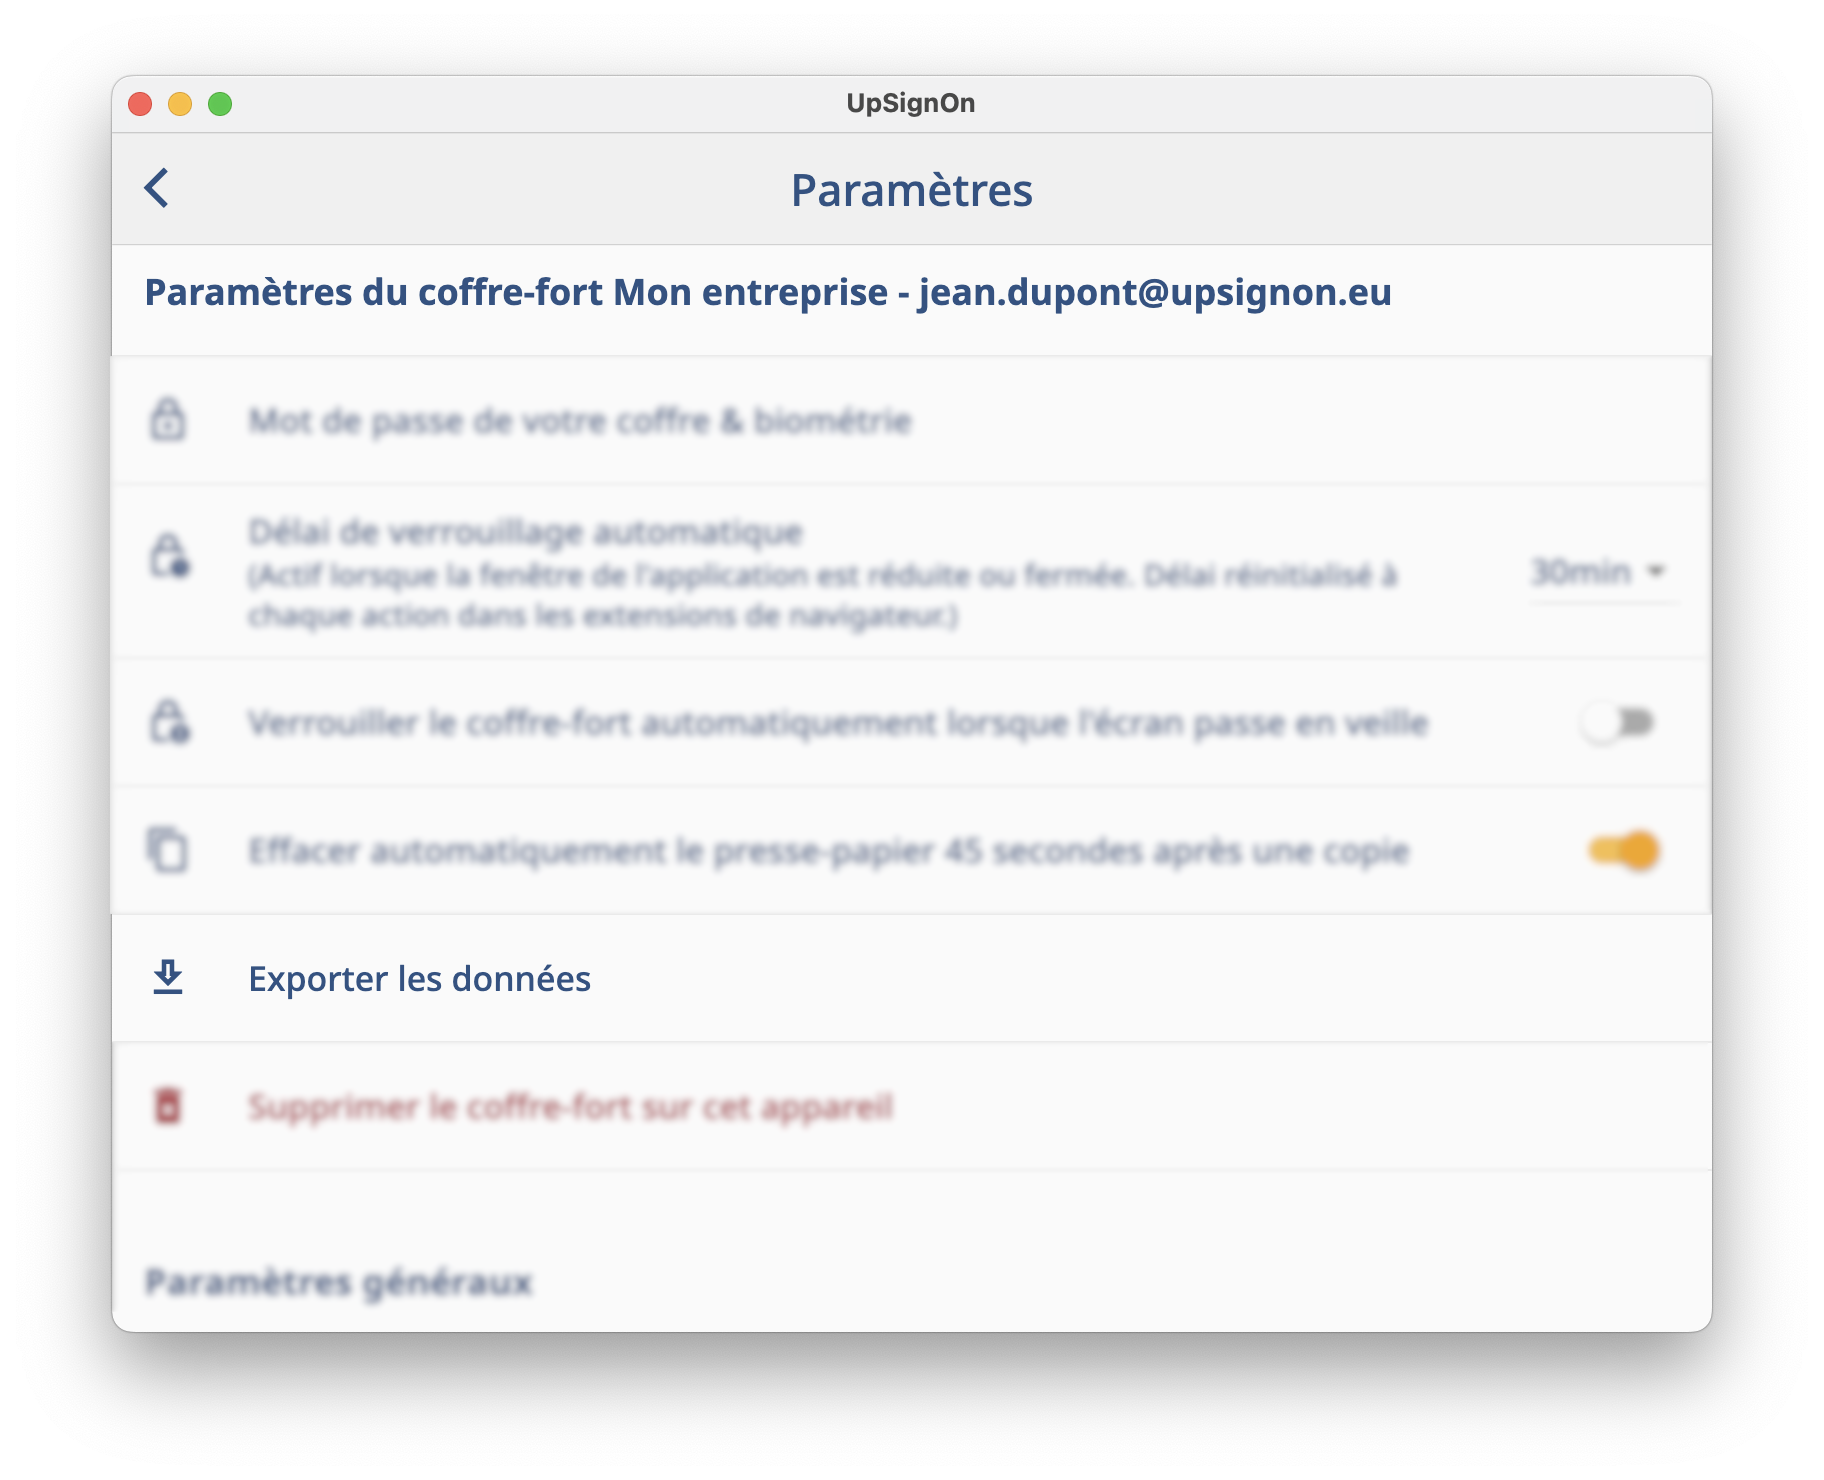 UpSignOn
Paramètres
Paramètres du coffre-fort Mon entreprise - jean.dupont@upsignon.eu
Mot de passe de votre coffre & biométrie
Délai de verrouillage automatique
(Actif lorsque la fenêtre de l'application est réduite ou fermée. Délai réinitialisé à
chaque action dans les extensions de navigateur.)
30min
Verrouiller le coffre-fort automatiquement lorsque l'écran passe en veille
Effacer automatiquement le presse-papier 45 secondes après une copie
Exporter les données
Supprimer le coffre-fort sur cet appareil
Paramètres généraux